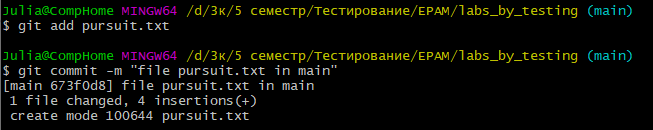 Julia@CompHome MINGW64 /d/3к/5 семестр/Тестирование/EPAM/labs_by_testing (main)
$ git add pursuit.txt
Julia@CompHome MINGW64 /d/3к/5 семестр/Тестирование/EPAM/labs_by_testing (main)
$ git commit -m "file pursuit.txt in main"
[main 673f0d8] file pursuit.txt in main
 1 file changed, 4 insertions(+)
 create mode 100644 pursuit.txt